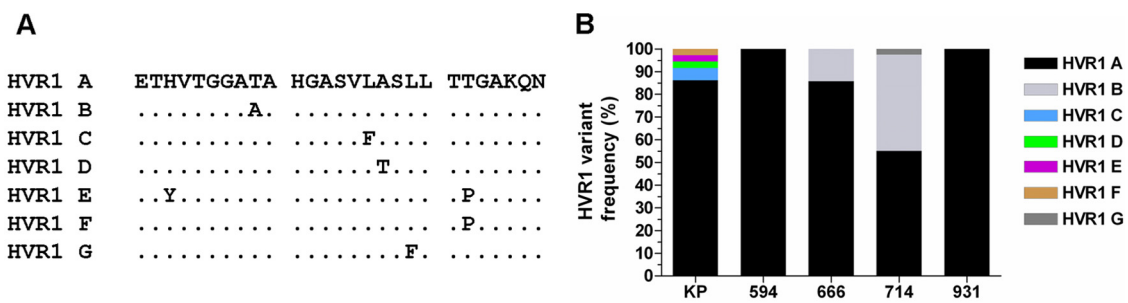 A
HVR1 A ETHVTGGATA HGASVLASLL TTGAKQN
HVR1 B ........A. .......... .......
HVR1 C .......... .....F.... .......
HVR1 D .......... ......T... .......
HVR1 E ..Y....... .......... .P.....
HVR1 F .......... .......... .P.....
HVR1 G .......... ........F. .......
B
HVR1 variant
frequency (%)
100
90
80
70
60
50
40
30
20
10
0
KP 594 666 714 931
HVR1 A
HVR1 B
HVR1 C
HVR1 D
HVR1 E
HVR1 F
HVR1 G